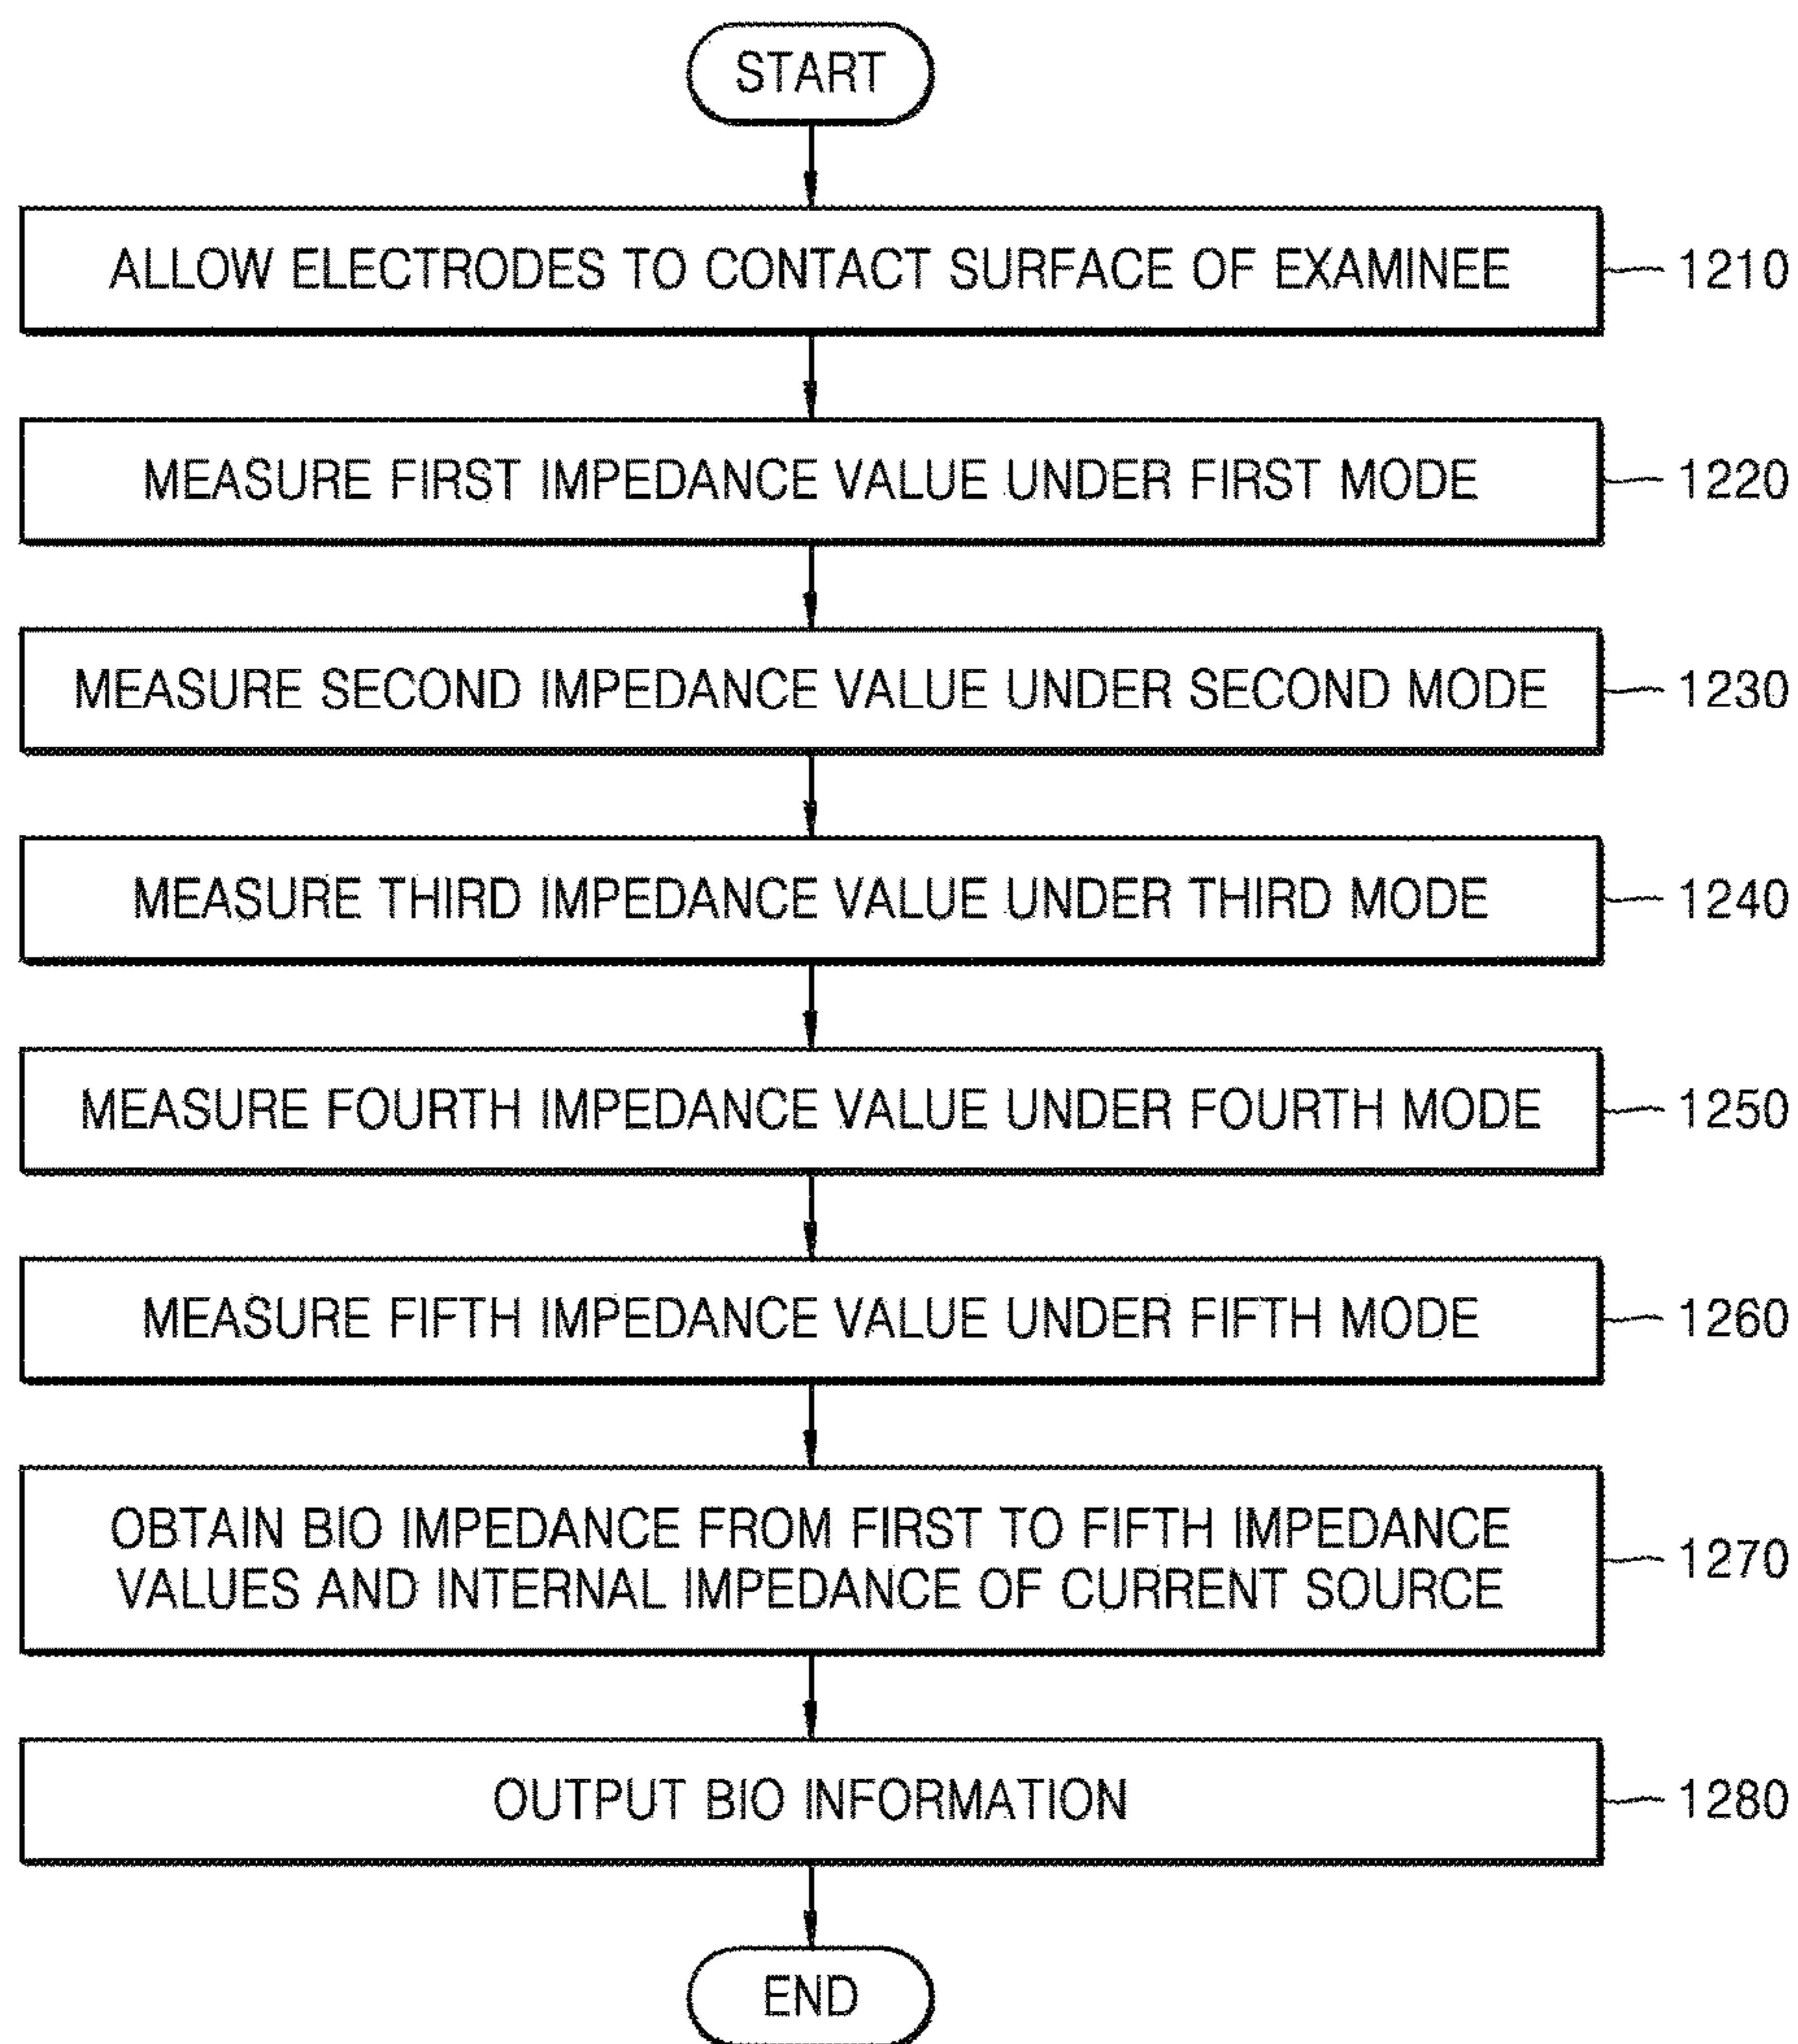 START
ALLOW ELECTRODES TO CONTACT SURFACE OF EXAMINEE
1210
MEASURE FIRST IMPEDANCE VALUE UNDER FIRST MODE
1220
MEASURE SECOND IMPEDANCE VALUE UNDER SECOND MODE
1230
MEASURE THIRD IMPEDANCE VALUE UNDER THIRD MODE
1240
MEASURE FOURTH IMPEDANCE VALUE UNDER FOURTH MODE
1250
MEASURE FIFTH IMPEDANCE VALUE UNDER FIFTH MODE
1260
OBTAIN BIO IMPEDANCE FROM FIRST TO FIFTH IMPEDANCE
VALUES AND INTERNAL IMPEDANCE OF CURRENT SOURCE
1270
OUTPUT BIO INFORMATION
1280
END